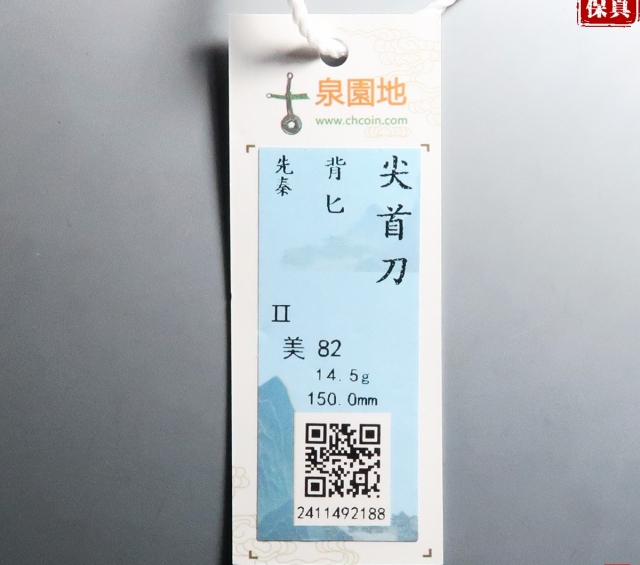 保真
泉園地
www.chcoin.com
尖首刀
背匕
先秦
II
美 82
14.5g
150.0mm
2411492188